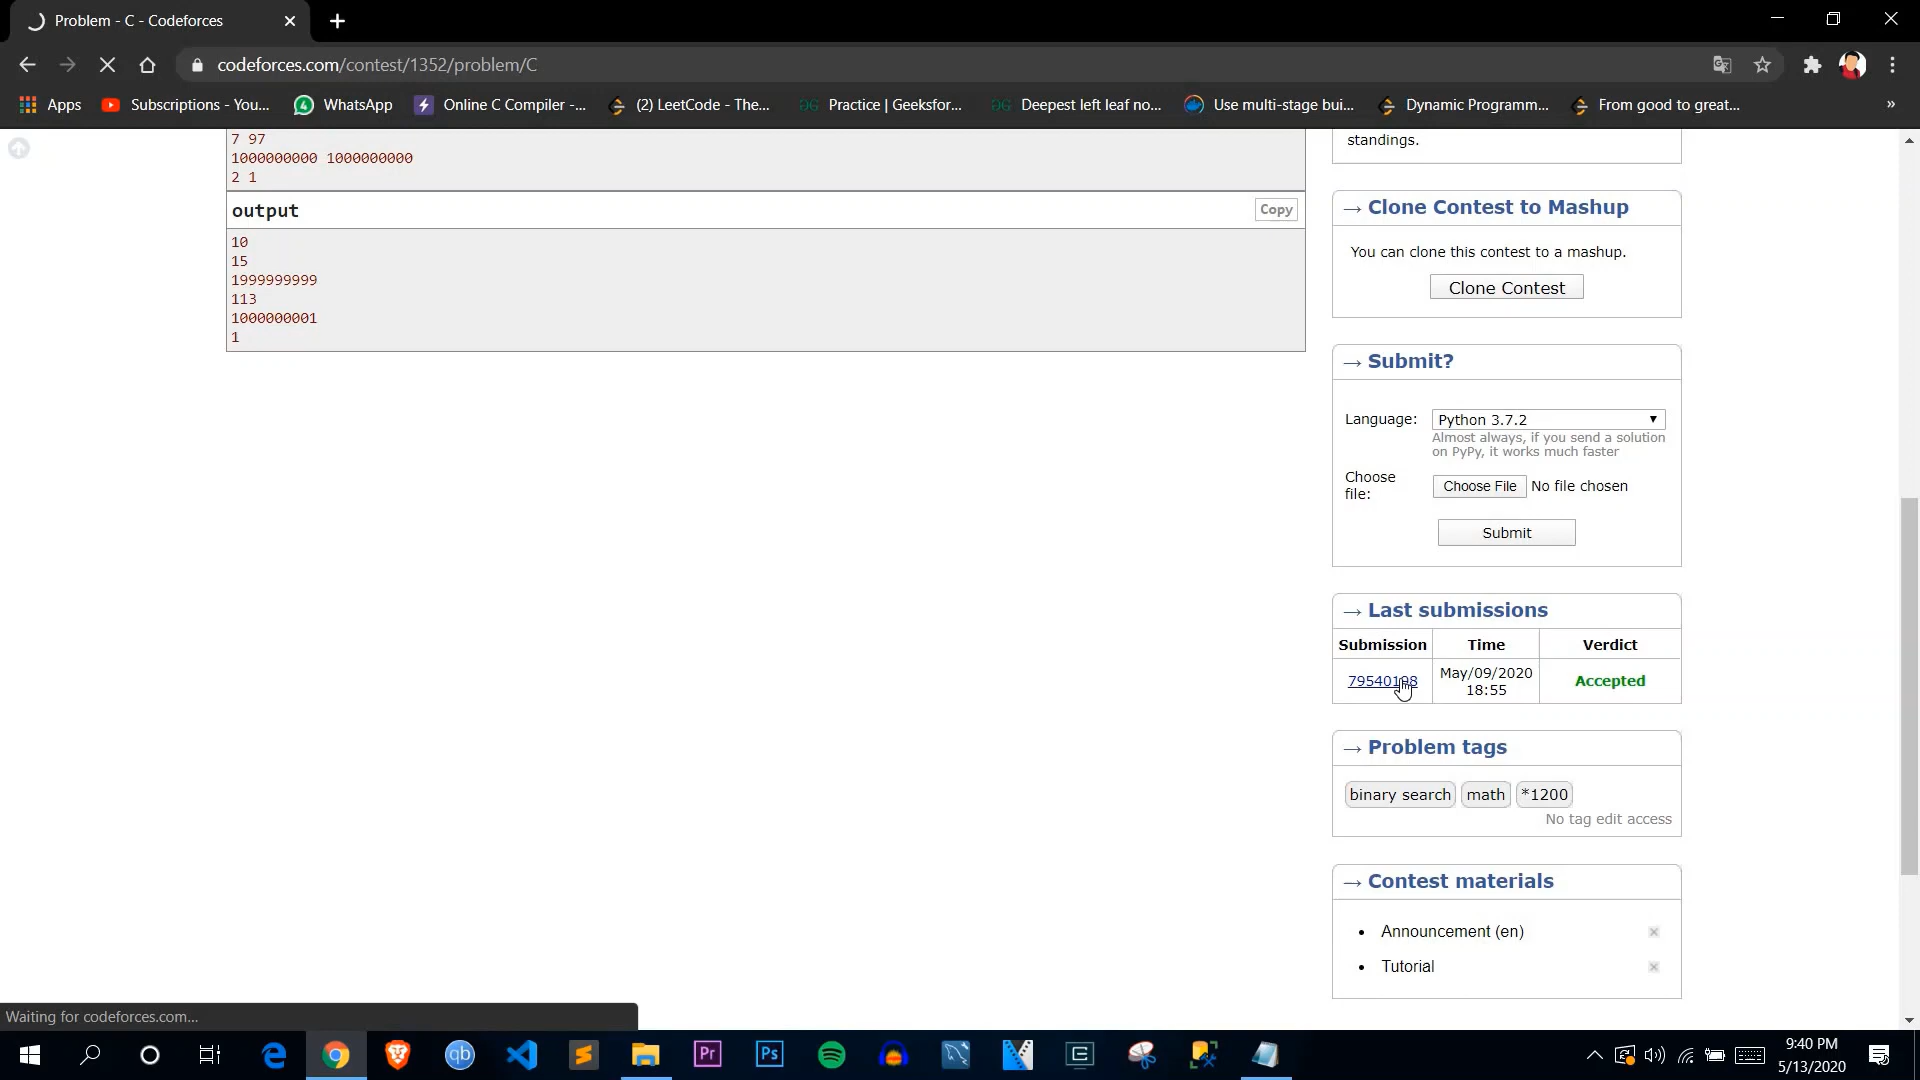 Problem - C - Codeforces
codeforces.com/contest/1352/problem/C
Apps
Subscriptions - You...
WhatsApp
Online C Compiler -...
(2) LeetCode - The...
Practice | Geeksfor...
Deepest left leaf no...
Use multi-stage bui...
Dynamic Programm...
From good to great...
»
7 97
1000000000 1000000000
2 1
output
Copy
10
15
1999999999
113
1000000001
1
standings.
→ Clone Contest to Mashup
You can clone this contest to a mashup.
Clone Contest
→ Submit?
Language:
Python 3.7.2
Almost always, if you send a solution
on PyPy, it works much faster
Choose
file:
Choose File No file chosen
Submit
→ Last submissions
Submission Time Verdict
79540198
May/09/2020
18:55
Accepted
→ Problem tags
binary search math *1200
No tag edit access
→ Contest materials
Announcement (en)
Tutorial
Waiting for codeforces.com...
qb
Pr
Ps
9:40 PM
5/13/2020